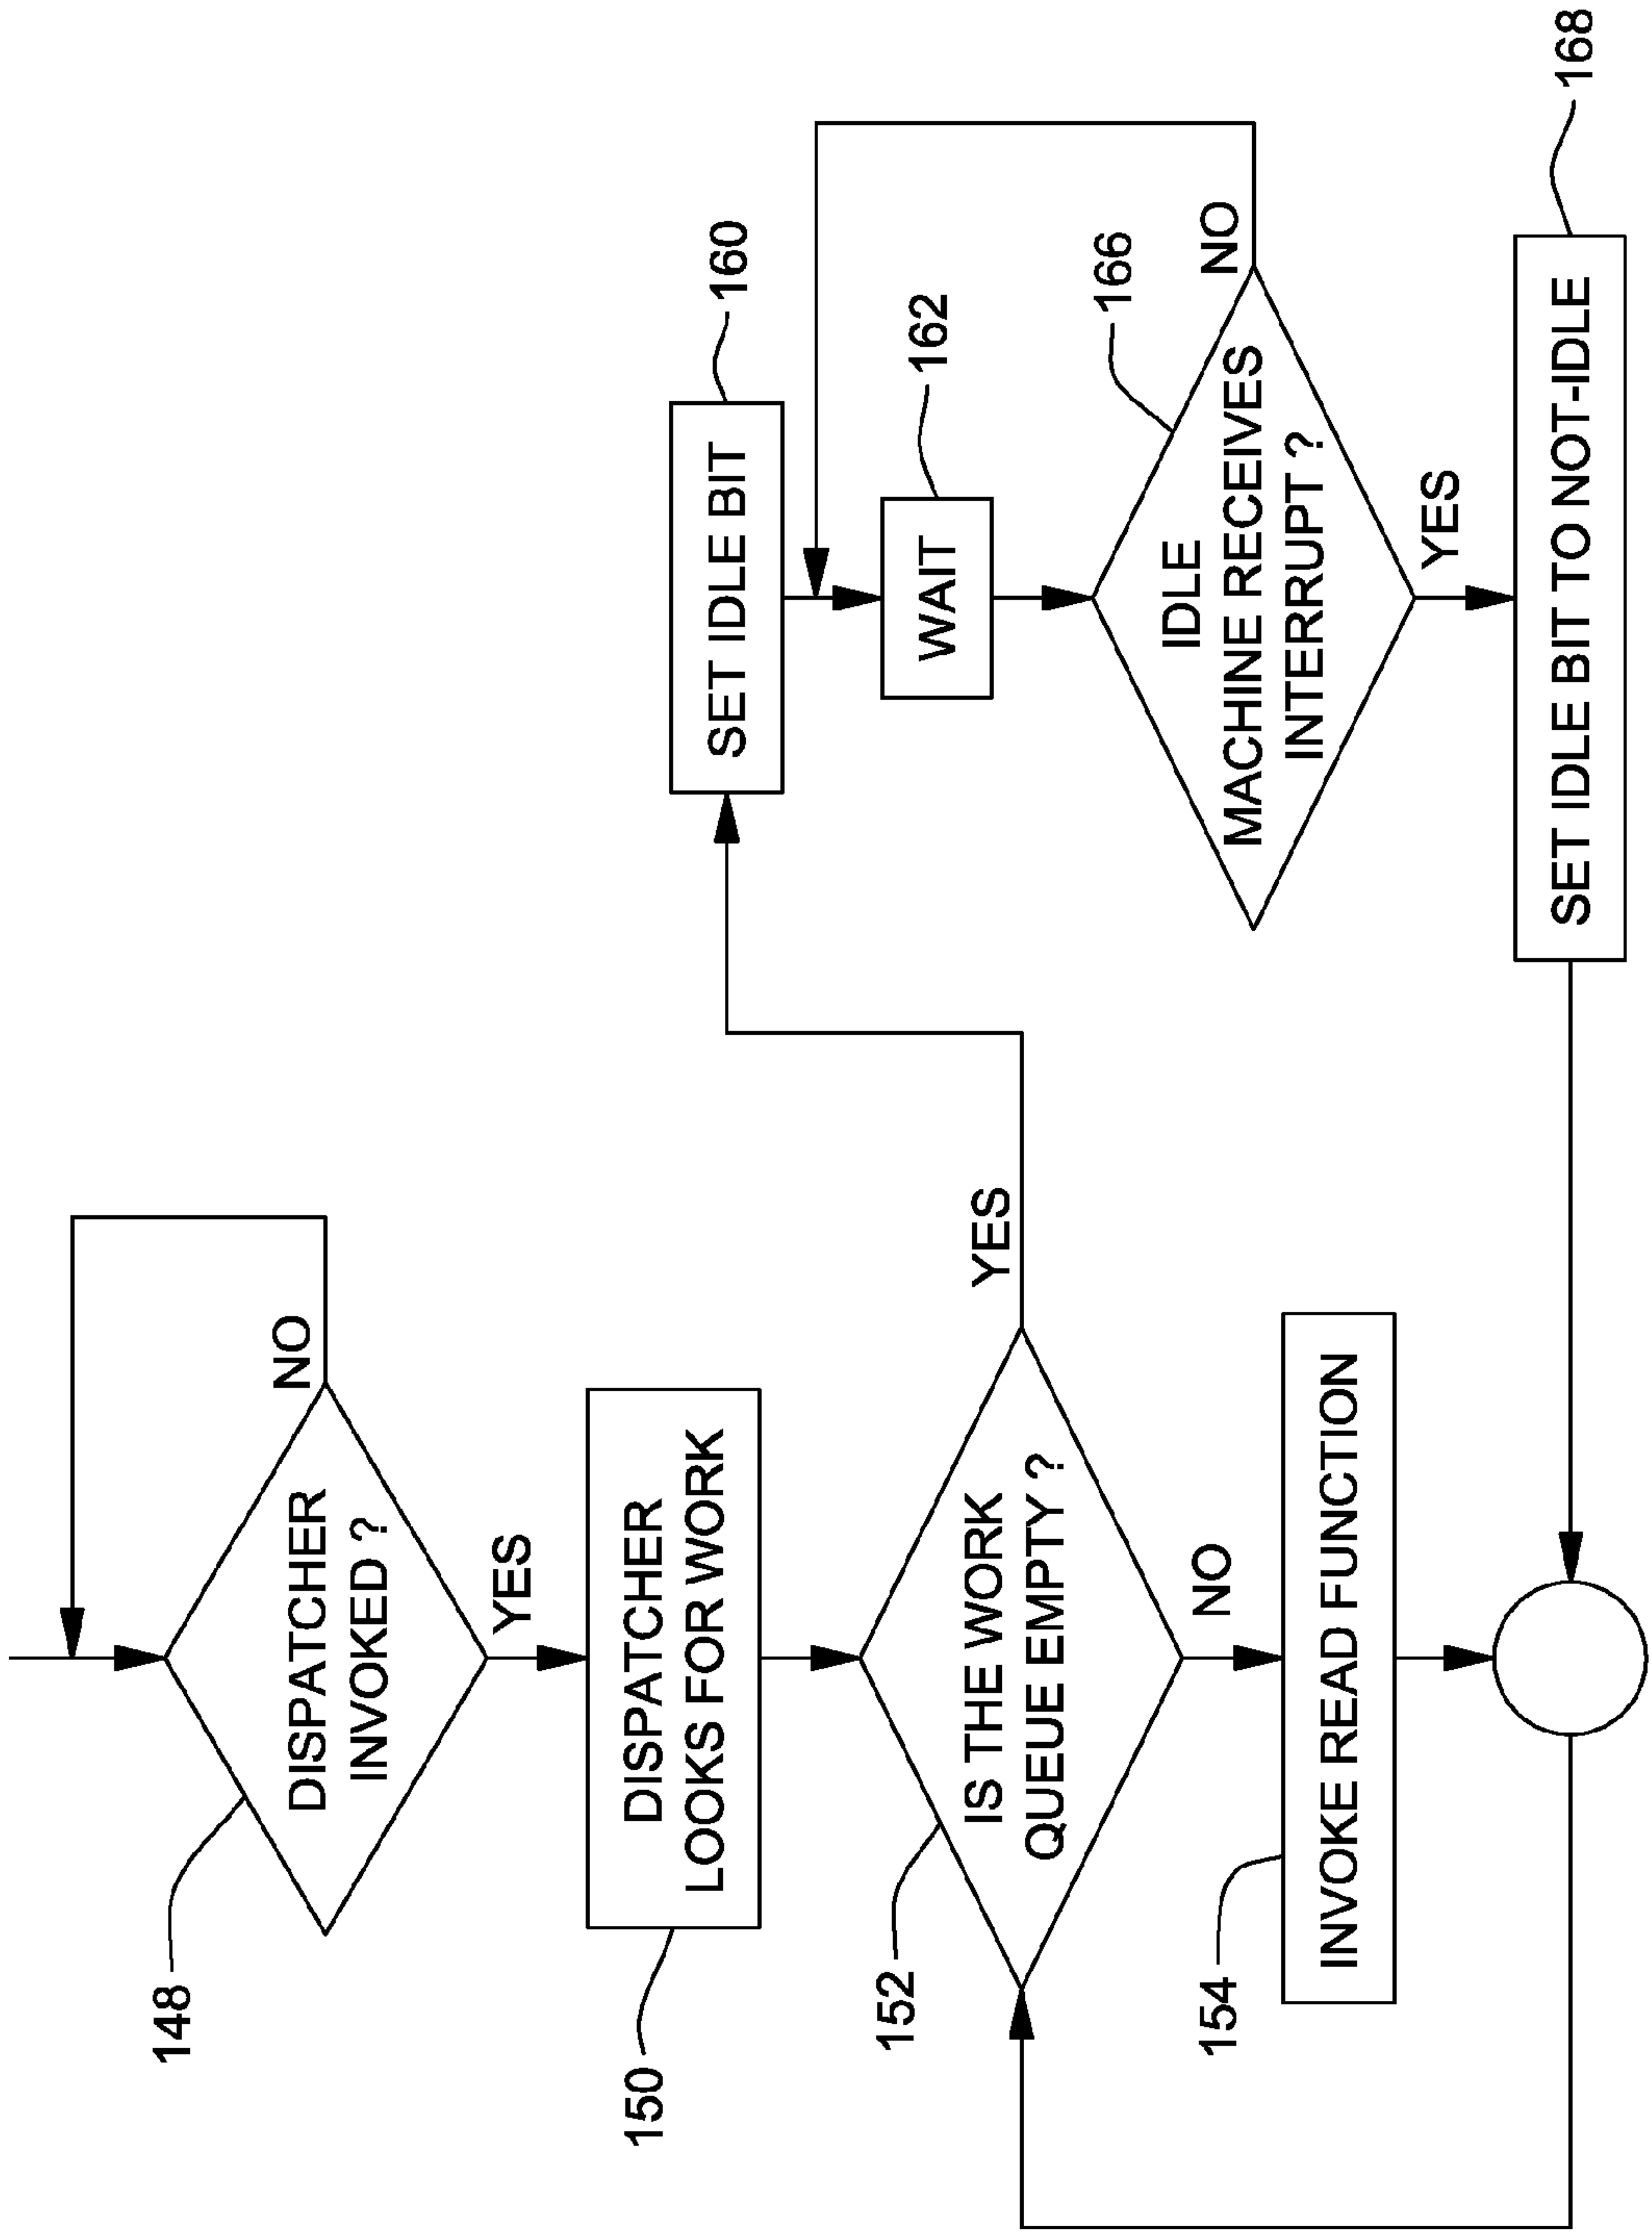 148
DISPATCHER
INVOKED ?
NO
YES
150
DISPATCHER
LOOKS FOR WORK
152
IS THE WORK
QUEUE EMPTY ?
YES
NO
154
INVOKE READ FUNCTION
160
SET IDLE BIT
162
WAIT
166
IDLE
MACHINE RECEIVES
INTERRUPT ?
NO
YES
168
SET IDLE BIT TO NOT-IDLE